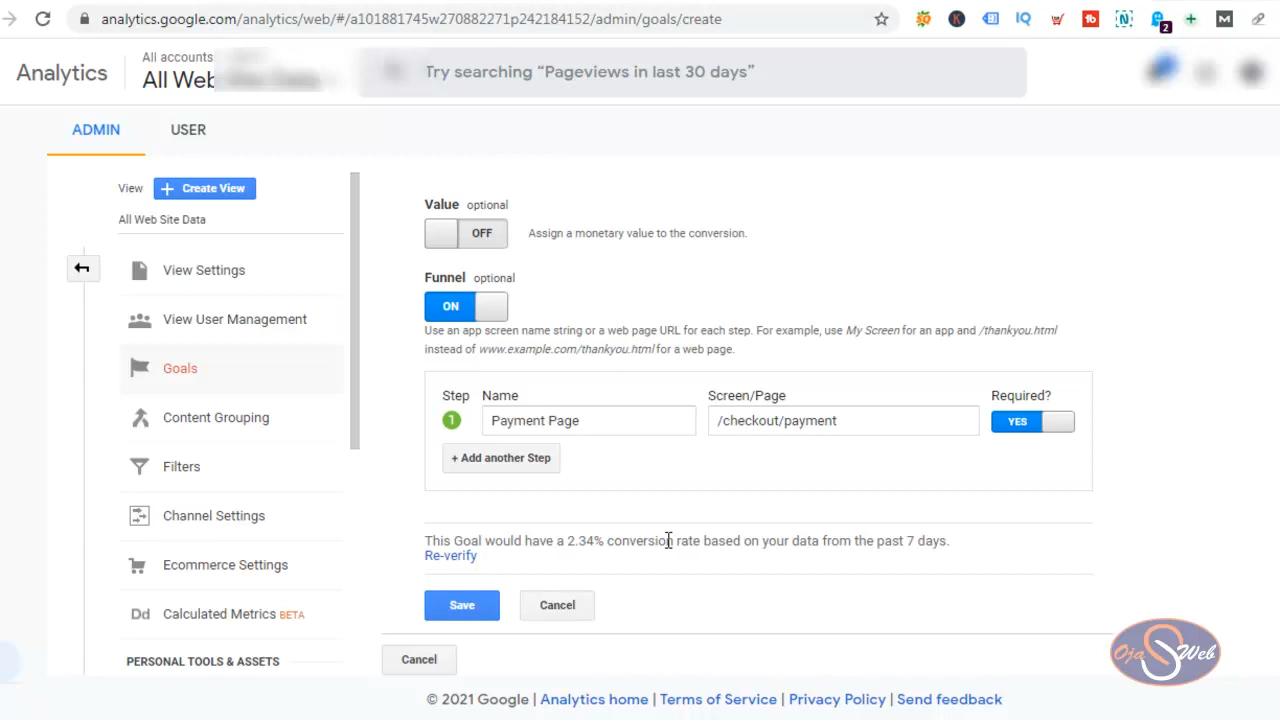 analytics.google.com/analytics/web/#/a101881745w270882271p242184152/admin/goals/create
2
Analytics
All accounts
All Web
Try searching “Pageviews in last 30 days”
ADMIN
USER
View
Create View
All Web Site Data
View Settings
View User Management
Goals
Content Grouping
Filters
Channel Settings
Ecommerce Settings
Dd Calculated Metrics BETA
PERSONAL TOOLS & ASSETS
Value optional
OFF Assign a monetary value to the conversion.
Funnel optional
ON
Use an app screen name string or a web page URL for each step. For example, use My Screen for an app and /thankyou.html
instead of www.example.com/thankyou.html for a web page.
Step Name Screen/Page Required?
1 Payment Page /checkout/payment YES
+ Add another Step
This Goal would have a 2.34% conversion rate based on your data from the past 7 days.
Re-verify
Save Cancel
Cancel
Ojas Web
© 2021 Google | Analytics home | Terms of Service | Privacy Policy | Send feedback